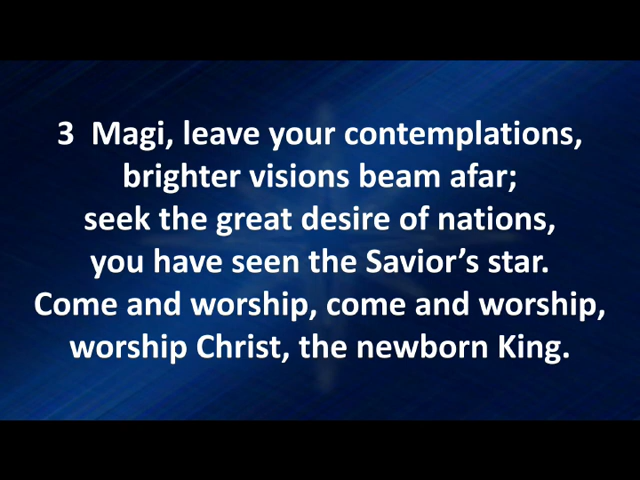 3 Magi, leave your contemplations,
brighter visions beam afar;
seek the great desire of nations,
you have seen the Savior’s star.
Come and worship, come and worship,
worship Christ, the newborn King.